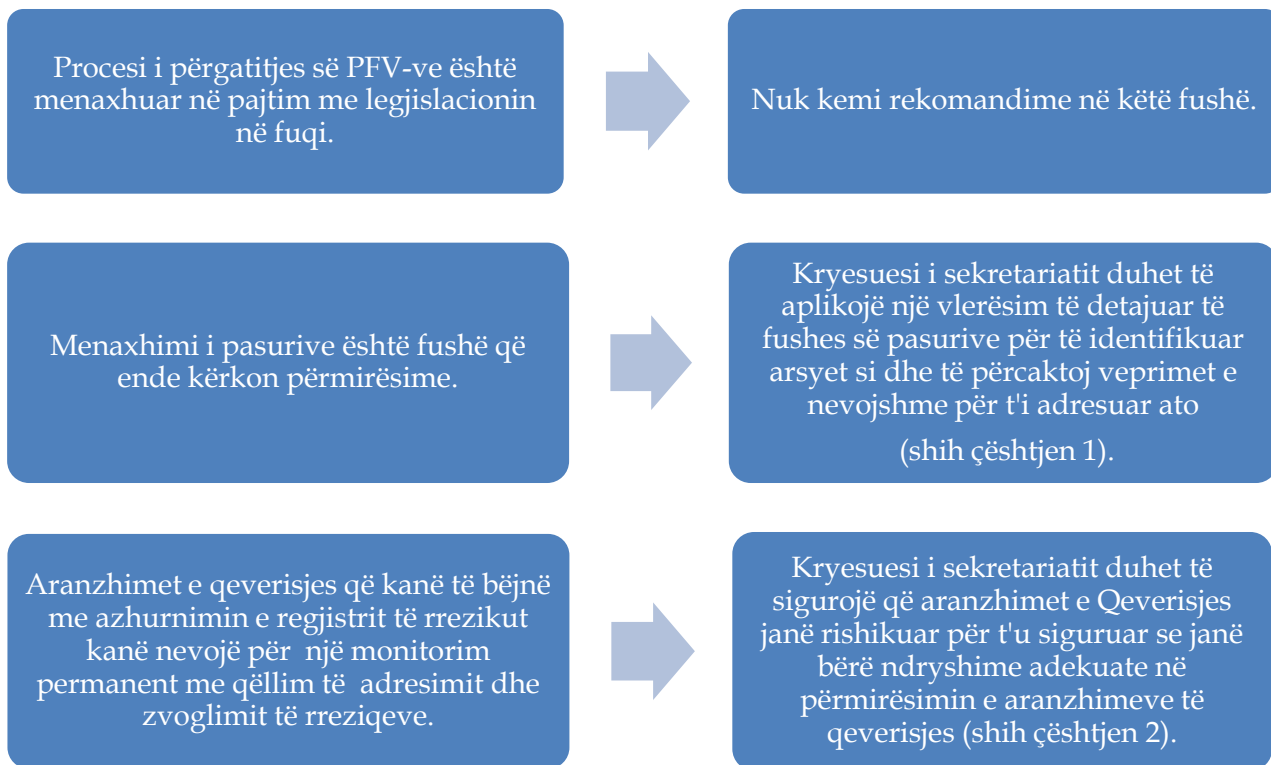 Procesi i përgatitjes së PFV-ve është
menaxhuar në pajtim me legjislacionin
në fuqi.
Nuk kemi rekomandime në këtë fushë.
Menaxhimi i pasurive është fushë që
ende kërkon përmirësime.
Kryesuesi i sekretariatit duhet të
aplikojë një vlerësim të detajuar të
fushes së pasurive për të identifikuar
arsyet si dhe të përcaktoj veprimet e
nevojshme për t'i adresuar ato
(shih çështjen 1).
Aranzhimet e qeverisjes që kanë të bëjnë
me azhurnimin e regjistrit të rrezikut
kanë nevojë për një monitorim
permanent me qëllim të adresimit dhe
zvoglimit të rreziqeve.
Kryesuesi i sekretariatit duhet të
sigurojë që aranzhimet e Qeverisjes
janë rishikuar për t'u siguruar se janë
bërë ndryshime adekuate në
përmirësimin e aranzhimeve të
qeverisjes (shih çështjen 2).